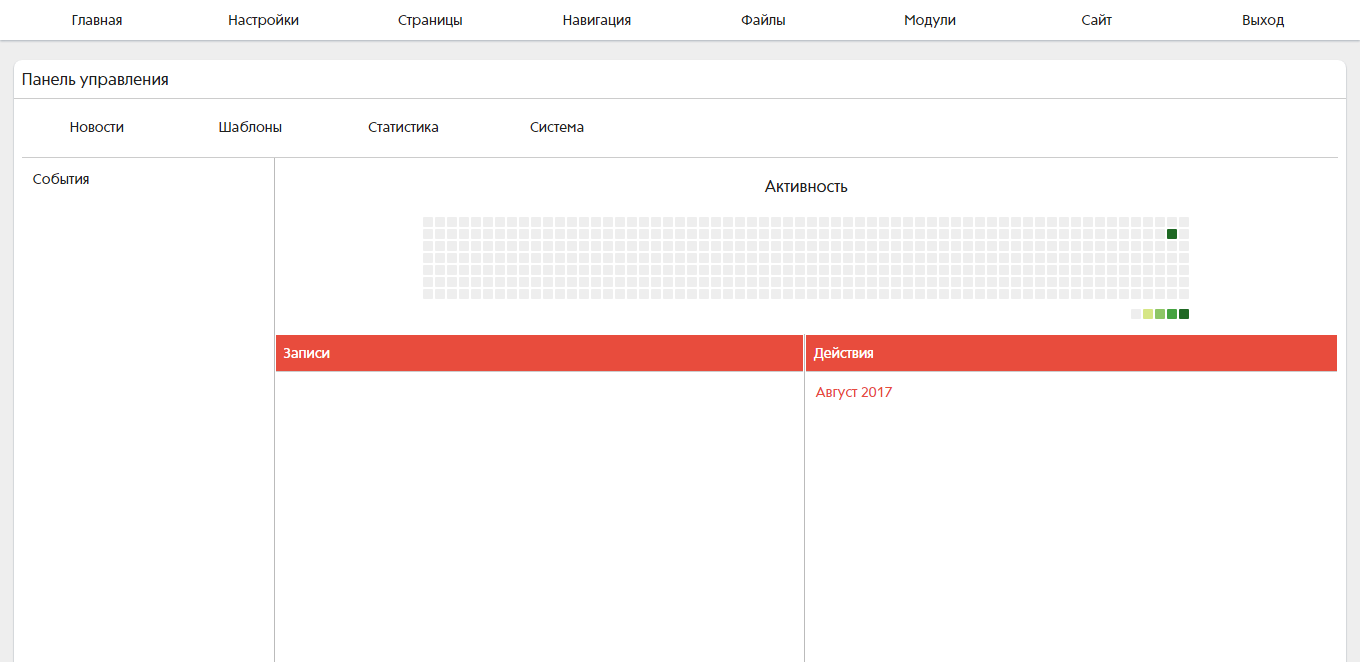 Главная Настройки Страницы Навигация Файлы Модули Сайт Выход
Панель управления
Новости Шаблоны Статистика Система
События
Активность
Записи
Действия
Август 2017